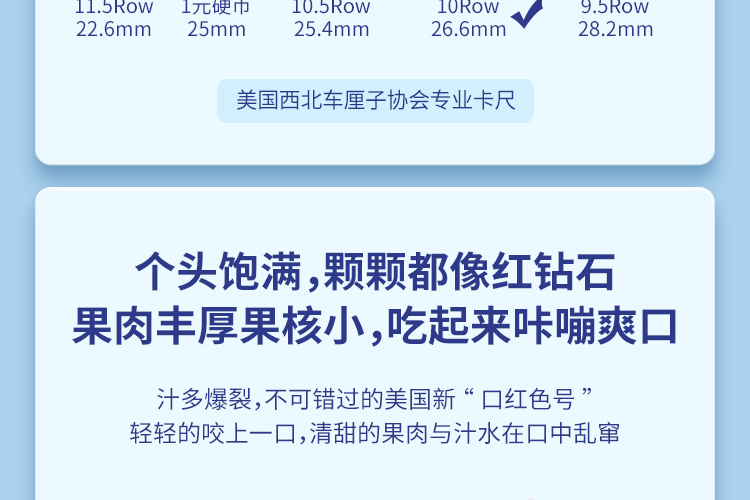 11.5Row 1元硬币 10.5Row 10Row 9.5Row
22.6mm 25mm 25.4mm 26.6mm 28.2mm
美国西北车厘子协会专业卡尺
个头饱满，颗颗都像红钻石
果肉丰厚果核小，吃起来咔嘣爽口
汁多爆裂，不可错过的美国新“口红色号”
轻轻的咬上一口，清甜的果肉与汁水在口中乱窜